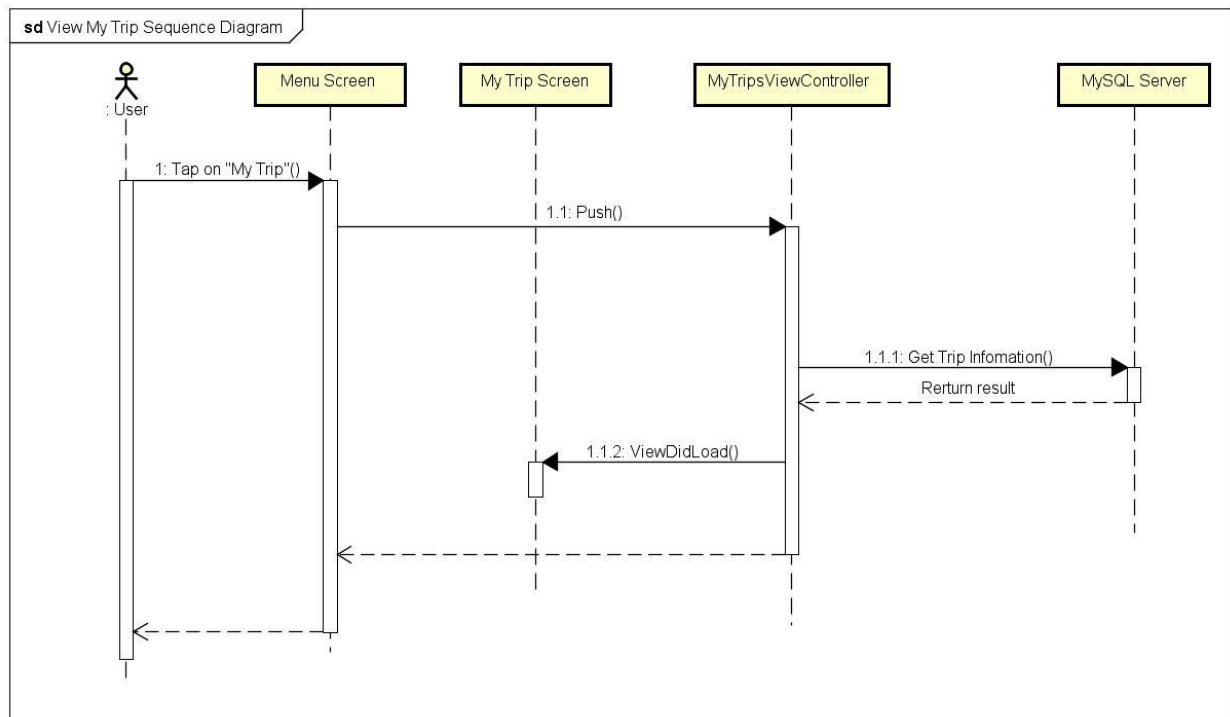 sd View My Trip Sequence Diagram
: User
Menu Screen
My Trip Screen
MyTripsViewController
MySQL Server
1: Tap on "My Trip"()
1.1: Push()
1.1.1: Get Trip Infomation()
Rerturn result
1.1.2: ViewDidLoad()